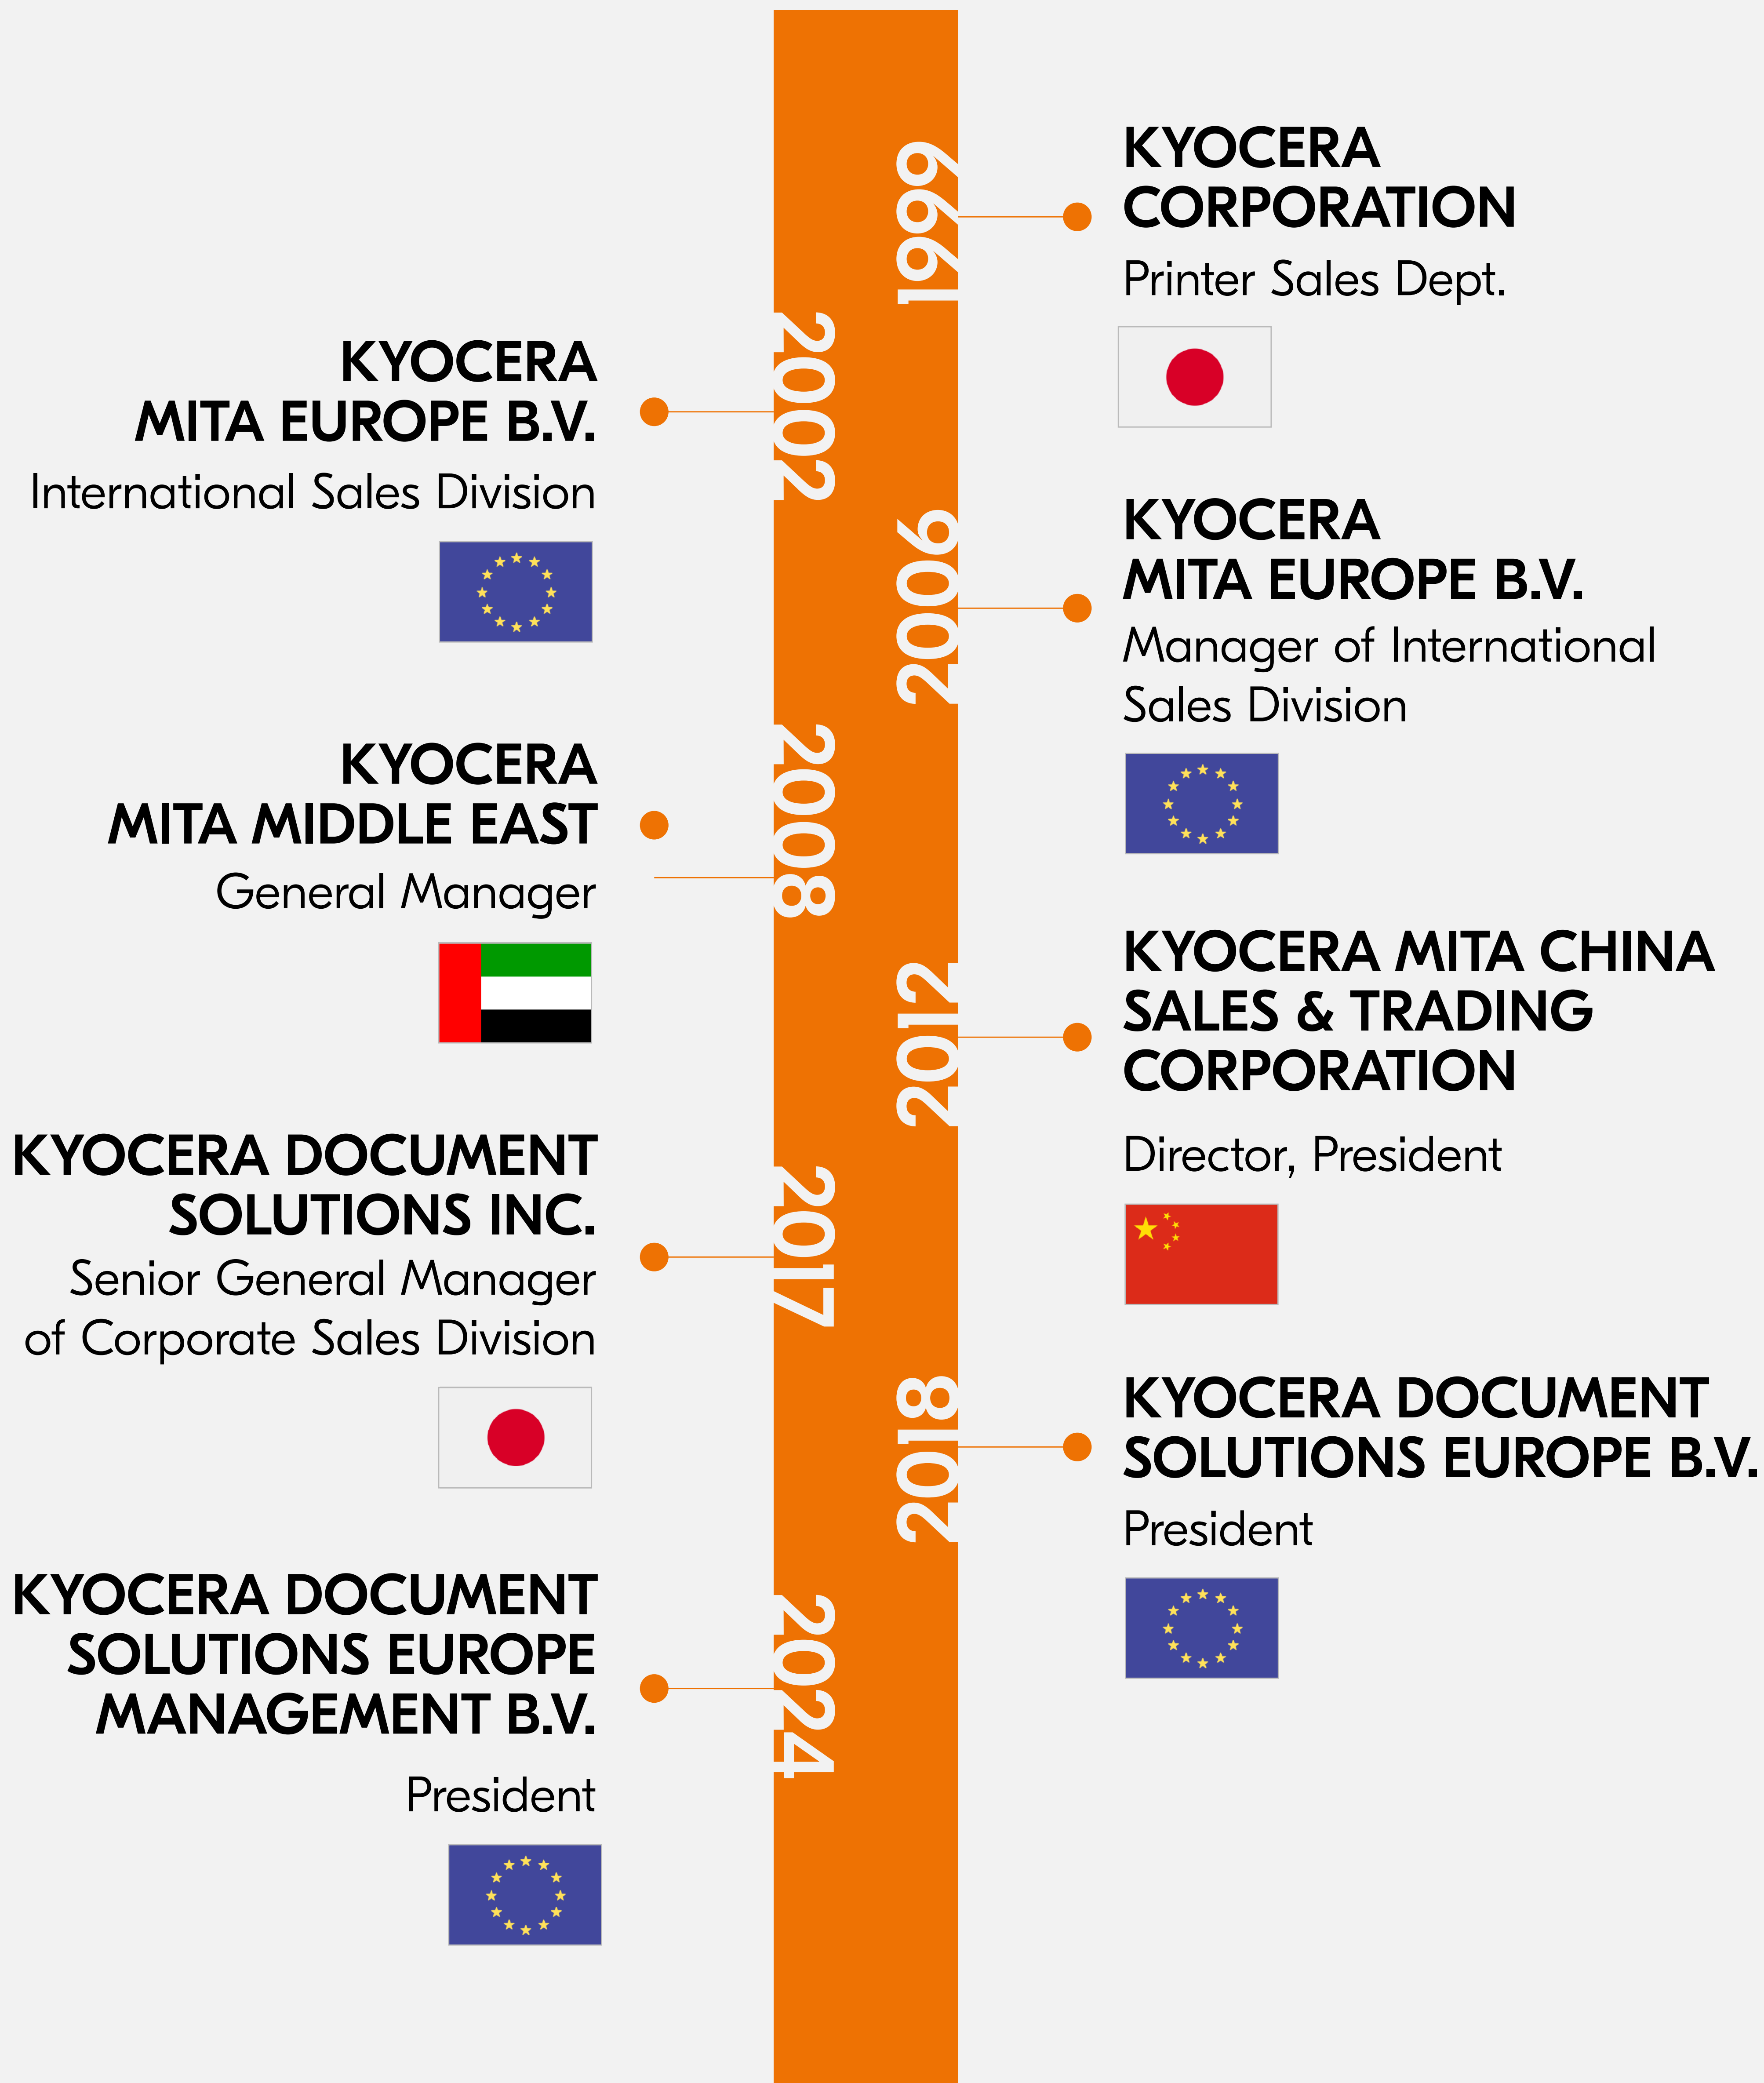 1999
KYOCERA
CORPORATION
Printer Sales Dept.
2002
KYOCERA
MITA EUROPE B.V.
International Sales Division
2006
KYOCERA
MITA EUROPE B.V.
Manager of International
Sales Division
2008
KYOCERA
MITA MIDDLE EAST
General Manager
2012
KYOCERA MITA CHINA
SALES & TRADING
CORPORATION
Director, President
2017
KYOCERA DOCUMENT
SOLUTIONS INC.
Senior General Manager
of Corporate Sales Division
2018
KYOCERA DOCUMENT
SOLUTIONS EUROPE B.V.
President
2024
KYOCERA DOCUMENT
SOLUTIONS EUROPE
MANAGEMENT B.V.
President